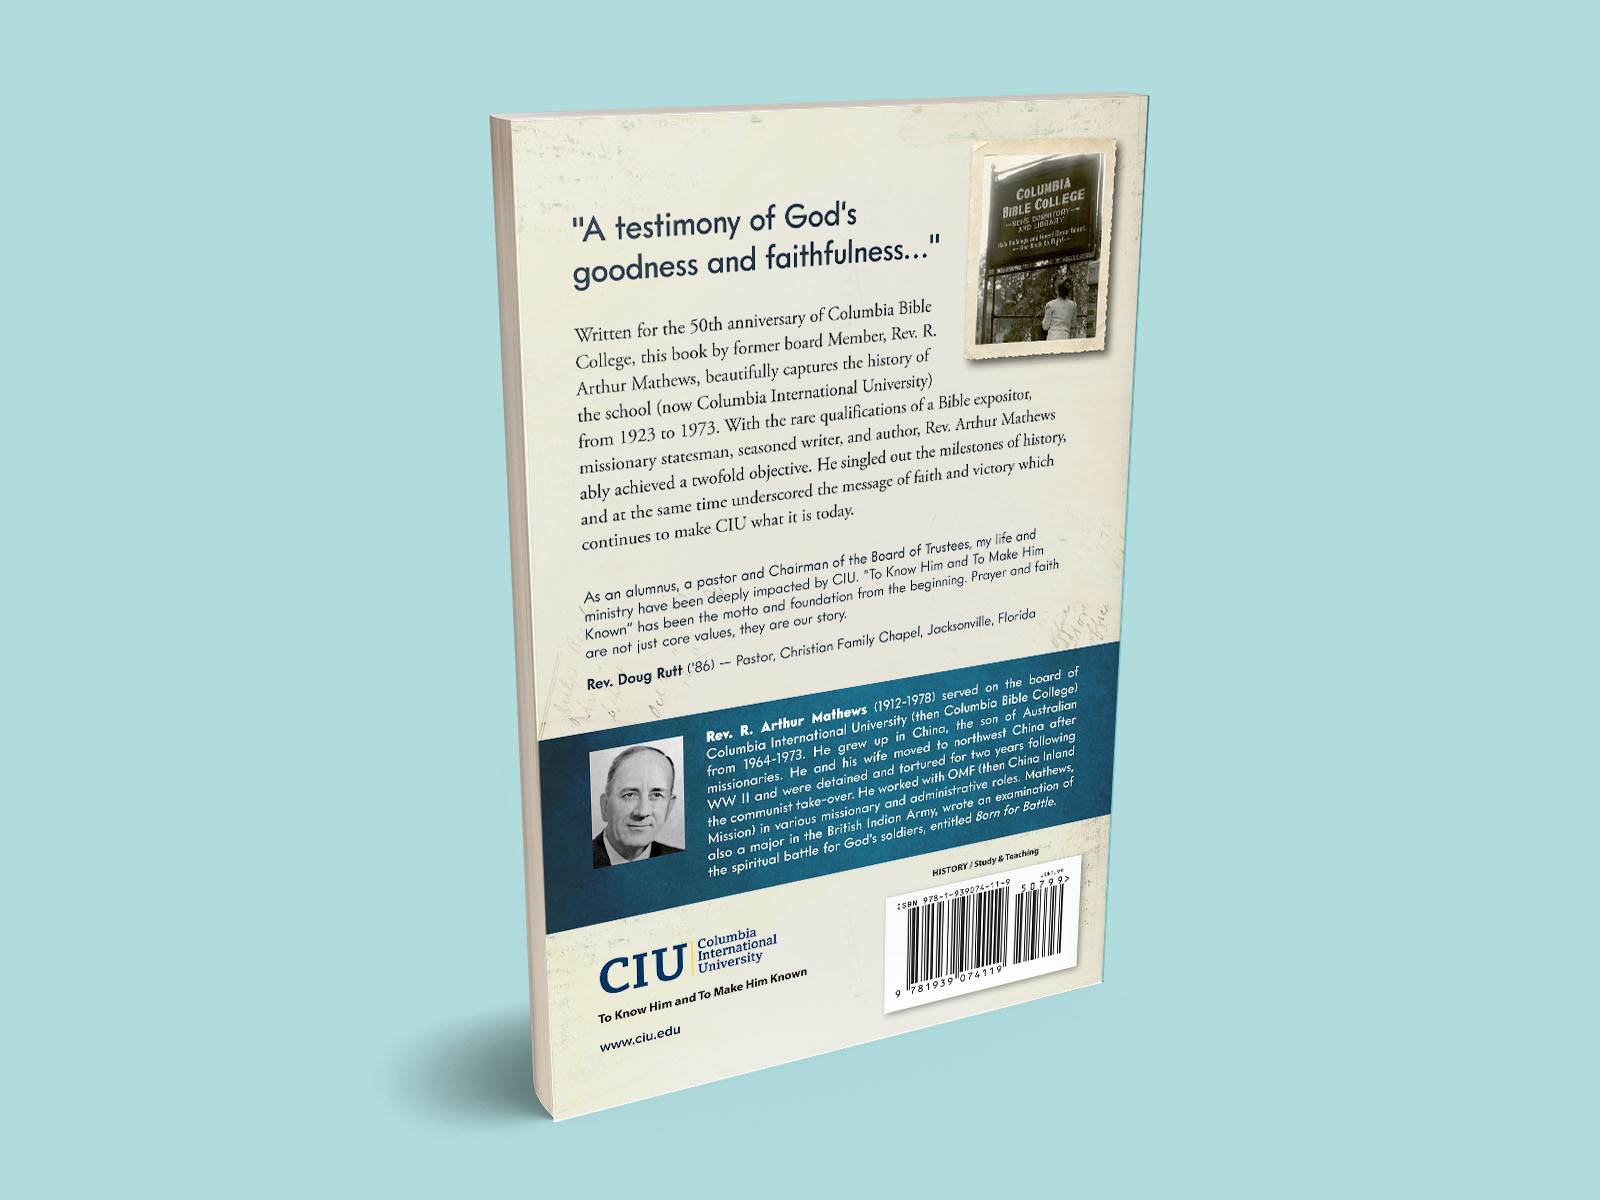 COLUMBIA
BIBLE COLLEGE
MEN'S DORMITORY
AND LIBRARY
Main Buildings and
One Block to Right
"A testimony of God's
goodness and faithfulness..."
Written for the 50th anniversary of Columbia Bible
College, this book by former board Member, Rev. R.
Arthur Mathews, beautifully captures the history of
the school (now Columbia International University)
from 1923 to 1973. With the rare qualifications of a Bible expositor,
missionary statesman, seasoned writer, and author, Rev. Arthur Mathews
ably achieved a twofold objective. He singled out the milestones of history,
and at the same time underscored the message of faith and victory which
continues to make CIU what it is today.
As an alumnus, a pastor and Chairman of the Board of Trustees, my life and
ministry have been deeply impacted by CIU. "To Know Him and To Make Him
Known" has been the motto and foundation from the beginning. Prayer and faith
are not just core values, they are our story.
Rev. Doug Rutt ('86) — Pastor, Christian Family Chapel, Jacksonville, Florida
Rev. R. Arthur Mathews (1912-1978) served on the board of
Columbia International University (then Columbia Bible College)
from 1964-1973. He grew up in China, the son of Australian
missionaries. He and his wife moved to northwest China after
WW II and were detained and tortured for two years following
the communist take-over. He worked with OMF (then China Inland
Mission) in various missionary and administrative roles. Mathews,
also a major in the British Indian Army, wrote an examination of
the spiritual battle for God's soldiers, entitled Born for Battle.
HISTORY / Study & Teaching
ISBN 978-1-939074-11-9
50799>
9 781939 074119
CIU
Columbia
International
University
To Know Him and To Make Him Known
www.ciu.edu